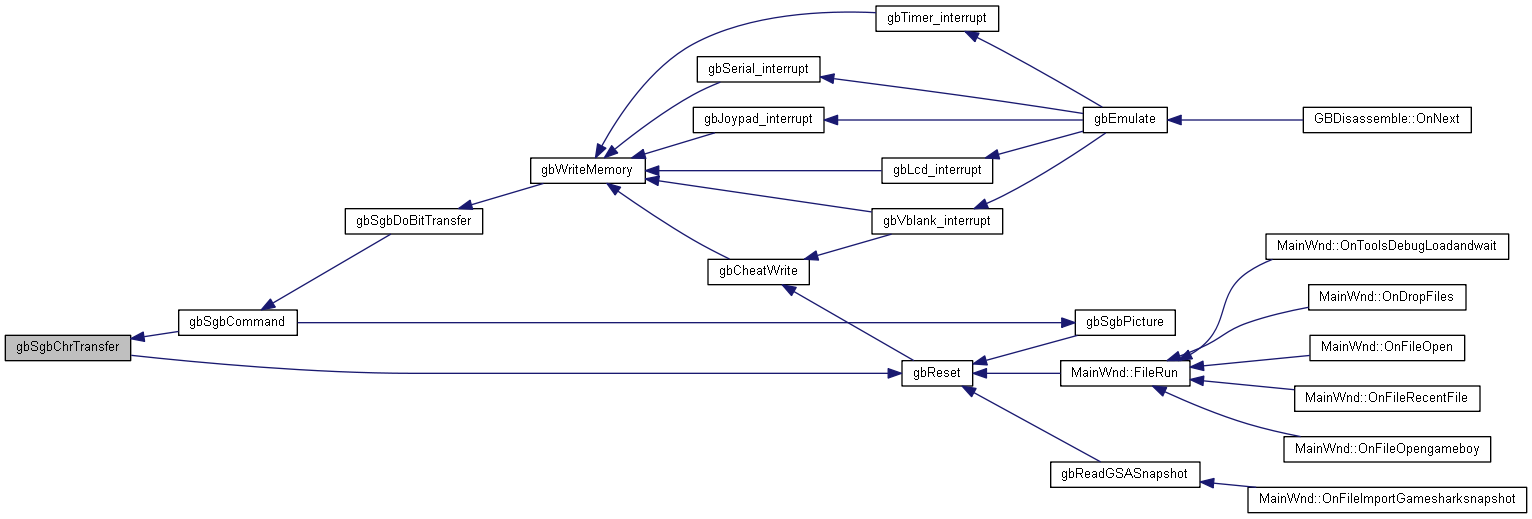 gbTimer_interrupt
gbSerial_interrupt
gbJoypad_interrupt
gbEmulate
GBDisassemble::OnNext
gbWriteMemory
gbLcd_interrupt
gbSgbDoBitTransfer
gbVblank_interrupt
MainWnd::OnToolsDebugLoadandwait
gbCheatWrite
MainWnd::OnDropFiles
gbSgbCommand
gbSgbPicture
gbSgbChrTransfer
MainWnd::OnFileOpen
gbReset
MainWnd::FileRun
MainWnd::OnFileRecentFile
MainWnd::OnFileOpengameboy
gbReadGSASnapshot
MainWnd::OnFileImportGamesharksnapshot